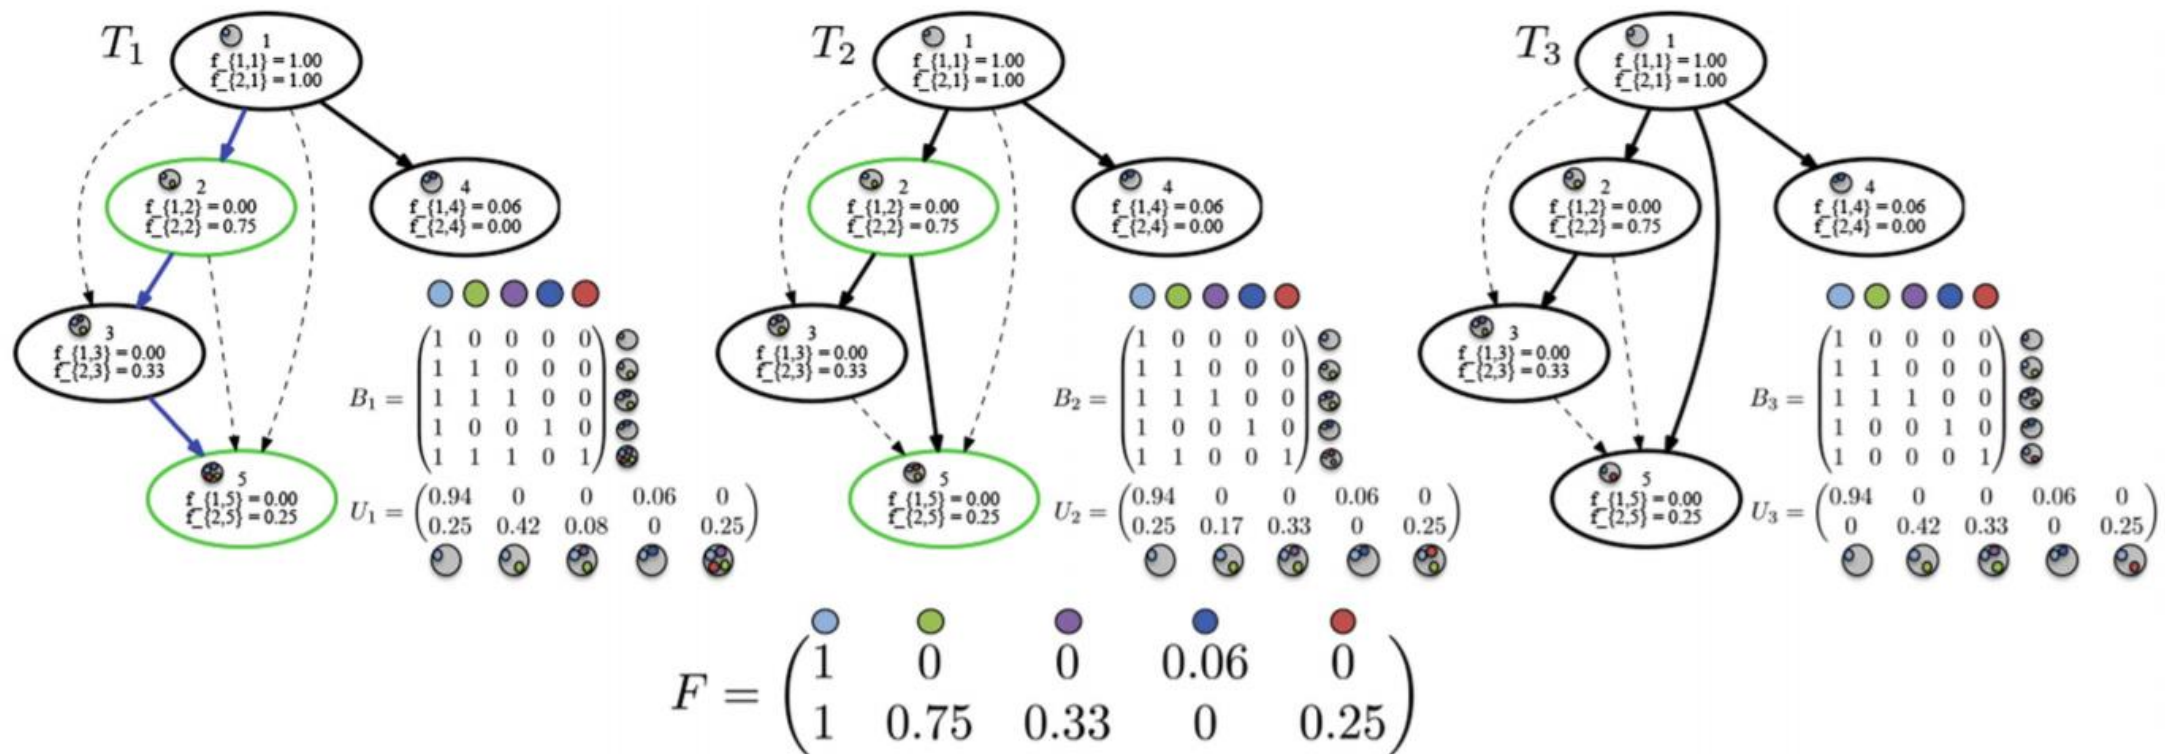 T_1
1
f_{1,1} = 1.00
f_{2,1} = 1.00
2
f_{1,2} = 0.00
f_{2,2} = 0.75
4
f_{1,4} = 0.06
f_{2,4} = 0.00
3
f_{1,3} = 0.00
f_{2,3} = 0.33
5
f_{1,5} = 0.00
f_{2,5} = 0.25
B_1 =
1 0 0 0 0
1 1 0 0 0
1 1 1 0 0
1 0 0 1 0
1 1 1 0 1
U_1 =
0.94 0 0 0.06 0
0.25 0.42 0.08 0 0.25
T_2
1
f_{1,1} = 1.00
f_{2,1} = 1.00
2
f_{1,2} = 0.00
f_{2,2} = 0.75
4
f_{1,4} = 0.06
f_{2,4} = 0.00
3
f_{1,3} = 0.00
f_{2,3} = 0.33
5
f_{1,5} = 0.00
f_{2,5} = 0.25
B_2 =
1 0 0 0 0
1 1 0 0 0
1 1 1 0 0
1 0 0 1 0
1 1 0 0 1
U_2 =
0.94 0 0 0.06 0
0.25 0.17 0.33 0 0.25
T_3
1
f_{1,1} = 1.00
f_{2,1} = 1.00
2
f_{1,2} = 0.00
f_{2,2} = 0.75
4
f_{1,4} = 0.06
f_{2,4} = 0.00
3
f_{1,3} = 0.00
f_{2,3} = 0.33
5
f_{1,5} = 0.00
f_{2,5} = 0.25
B_3 =
1 0 0 0 0
1 1 0 0 0
1 1 1 0 0
1 0 0 1 0
1 0 0 0 1
U_3 =
0.94 0 0 0.06 0
0 0.42 0.33 0 0.25
F =
1 0 0 0.06 0
1 0.75 0.33 0 0.25